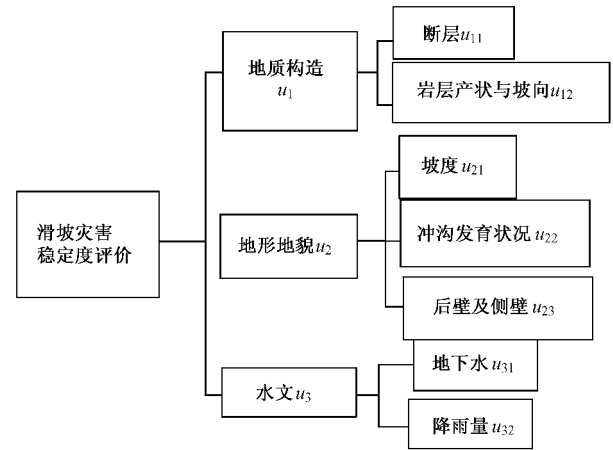 滑坡灾害
稳定度评价
地质构造
u1
断层u11
岩层产状与坡向u12
地形地貌u2
坡度u21
冲沟发育状况u22
后壁及侧壁u23
水文u3
地下水u31
降雨量u32